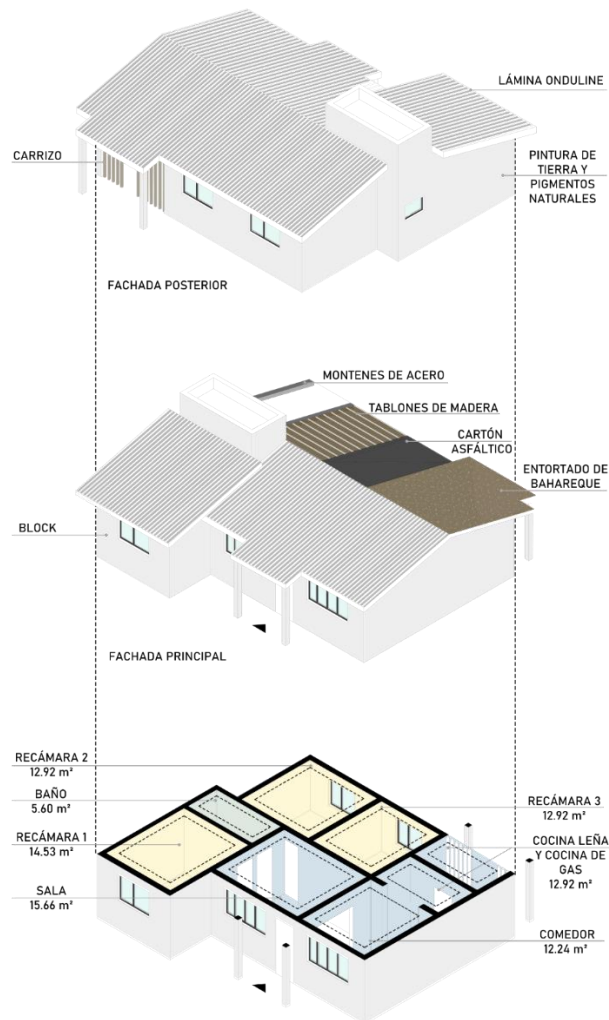 LÁMINA ONDULINE
CARRIZO
PINTURA DE
TIERRA Y
PIGMENTOS
NATURALES
FACHADA POSTERIOR
MONTENES DE ACERO
TABLONES DE MADERA
CARTÓN
ASFÁLTICO
ENTORTADO DE
BAHAREQUE
BLOCK
FACHADA PRINCIPAL
RECÁMARA 2
12.92 m²
BAÑO
5.60 m²
RECÁMARA 1
14.53 m²
SALA
15.66 m²
RECÁMARA 3
12.92 m²
COCINA LEÑA
Y COCINA DE
GAS
12.92 m²
COMEDOR
12.24 m²